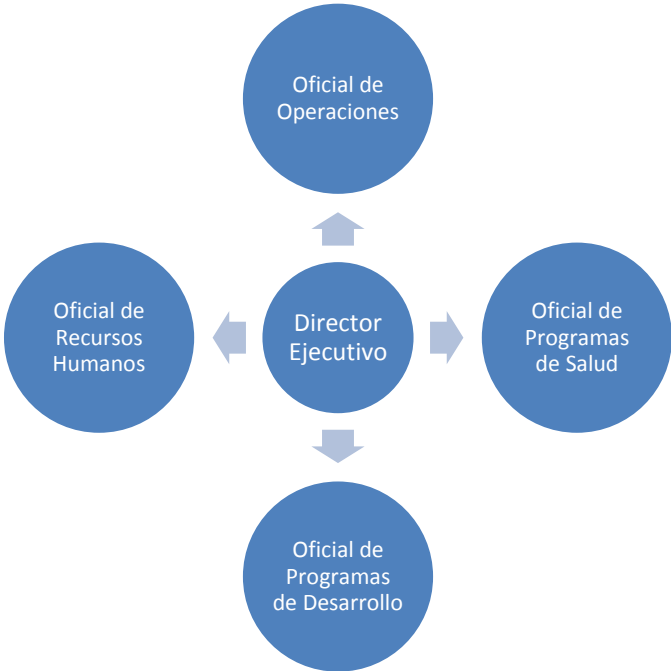 Oficial de
Operaciones
Oficial de
Recursos
Humanos
Director
Ejecutivo
Oficial de
Programas
de Salud
Oficial de
Programas
de Desarrollo